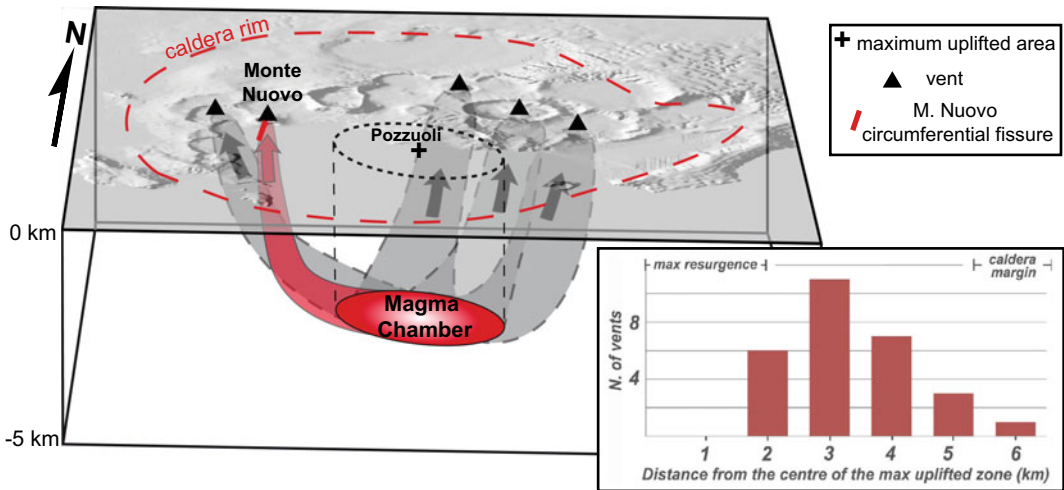 N
caldera rim
Monte
Nuovo
Pozzuoli
Magma
Chamber
0 km
-5 km
maximum uplifted area
vent
M. Nuovo
circumferential fissure
max resurgence
caldera
margin
N. of vents
8
4
1 2 3 4 5 6
Distance from the centre of the max uplifted zone (km)